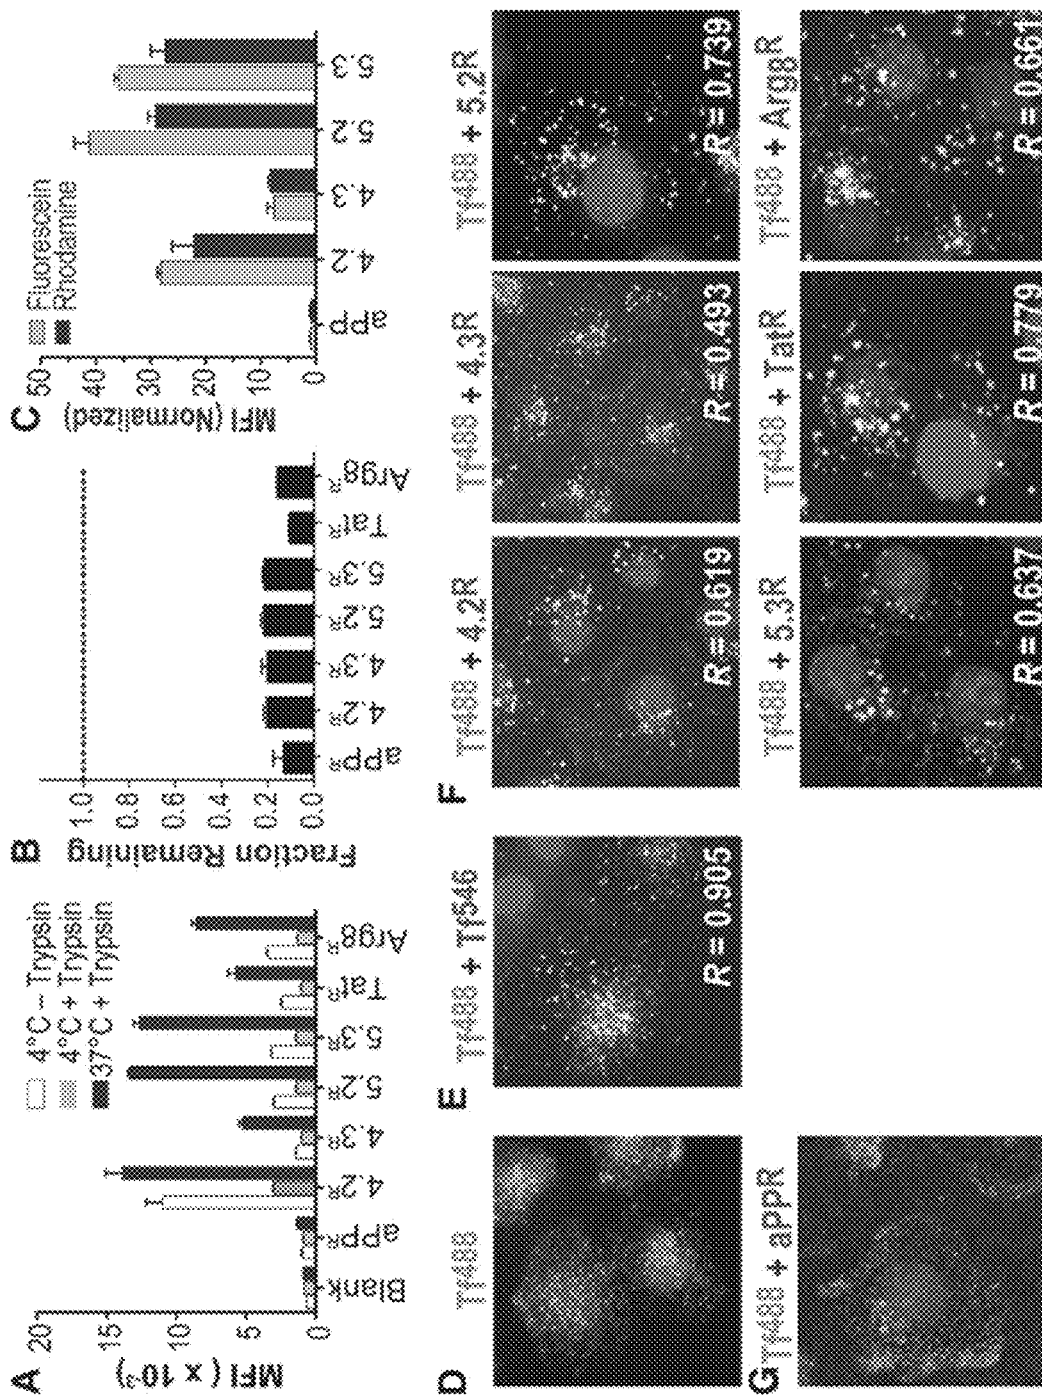 A
MFI ( x 10-3)
20
15
10
5
0
4°C – Trypsin
4°C + Trypsin
37°C + Trypsin
Blank
aPPR
4.2R
4.3R
5.2R
5.3R
TatR
Arg8R
B
Fraction Remaining
1.0
0.8
0.6
0.4
0.2
0.0
aPPR
4.2R
4.3R
5.2R
5.3R
TatR
Arg8R
C
MFI (Normalized)
50
40
30
20
10
0
Fluorescein
Rhodamine
aPP
4.2
4.3
5.2
5.3
D
Tf488
E
Tf488 + Tf546
R = 0.905
F
Tf488 + 4.2R
R = 0.619
Tf488 + 4.3R
R = 0.493
Tf488 + 5.2R
R = 0.739
Tf488 + 5.3R
R = 0.637
Tf488 + TatR
R = 0.779
Tf488 + Arg8R
R = 0.661
G
Tf488 + aPPR